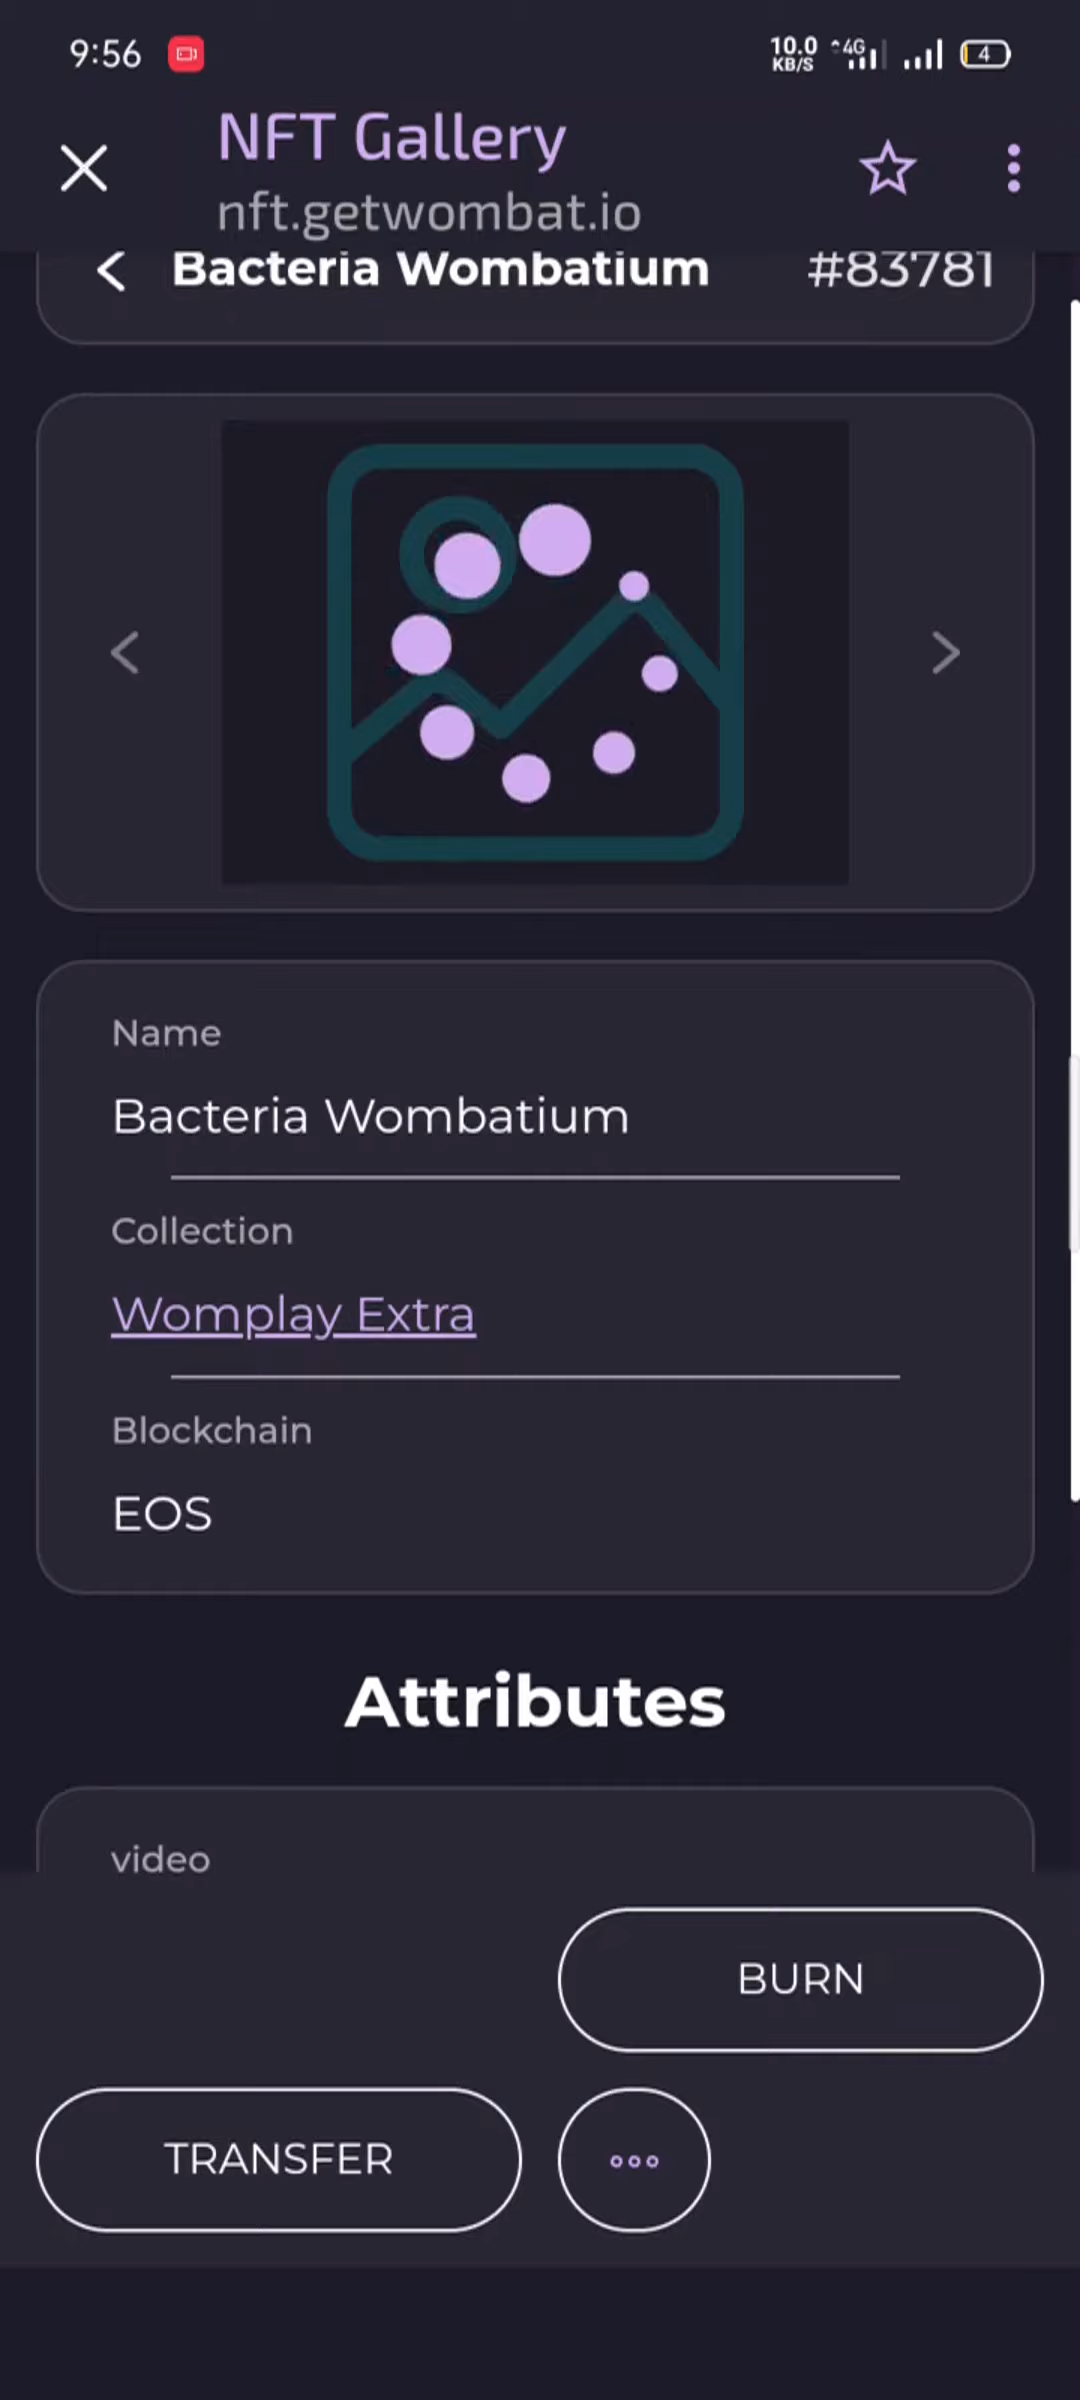 9:56
10.0 KB/S 4G 4
NFT Gallery
nft.getwombat.io
Bacteria Wombatium #83781
Name
Bacteria Wombatium
Collection
Womplay Extra
Blockchain
EOS
Attributes
video
BURN
TRANSFER